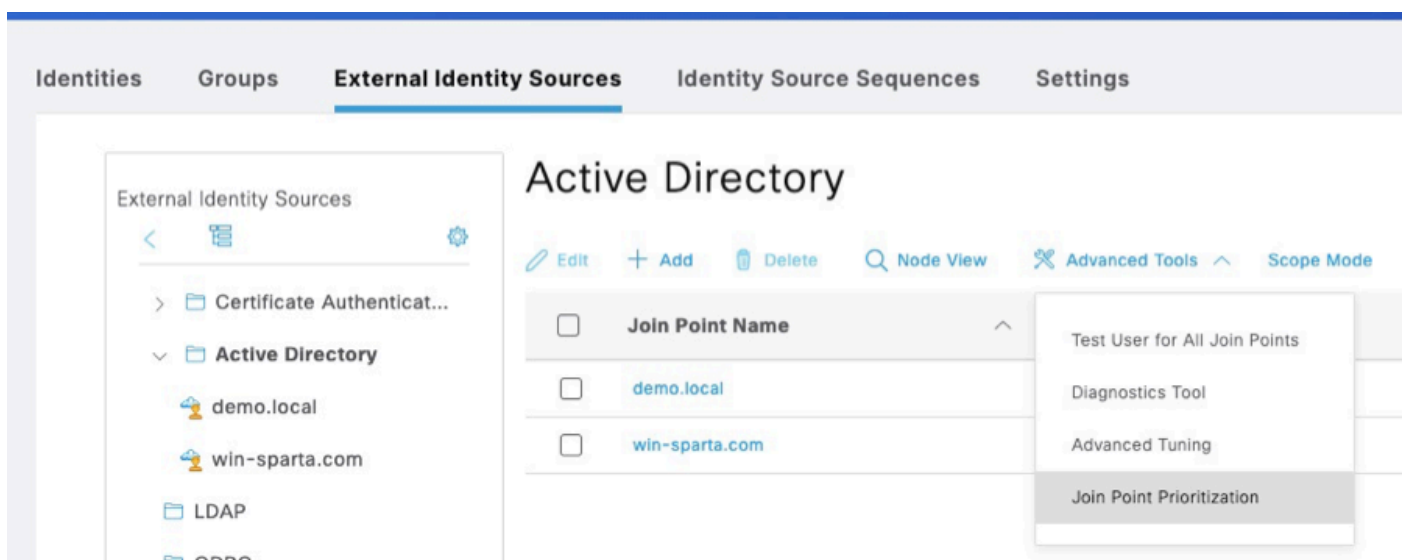 Identities Groups External Identity Sources Identity Source Sequences Settings
External Identity Sources
Certificate Authenticat...
Active Directory
demo.local
win-sparta.com
LDAP
Active Directory
Edit Add Delete Node View Advanced Tools Scope Mode
Join Point Name
demo.local
win-sparta.com
Test User for All Join Points
Diagnostics Tool
Advanced Tuning
Join Point Prioritization